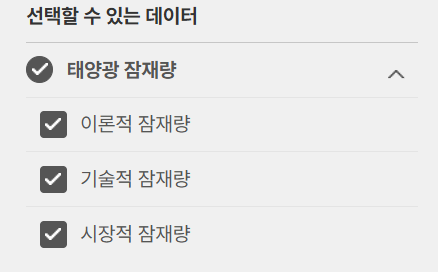 선택할 수 있는 데이터
태양광 잠재량
이론적 잠재량
기술적 잠재량
시장적 잠재량